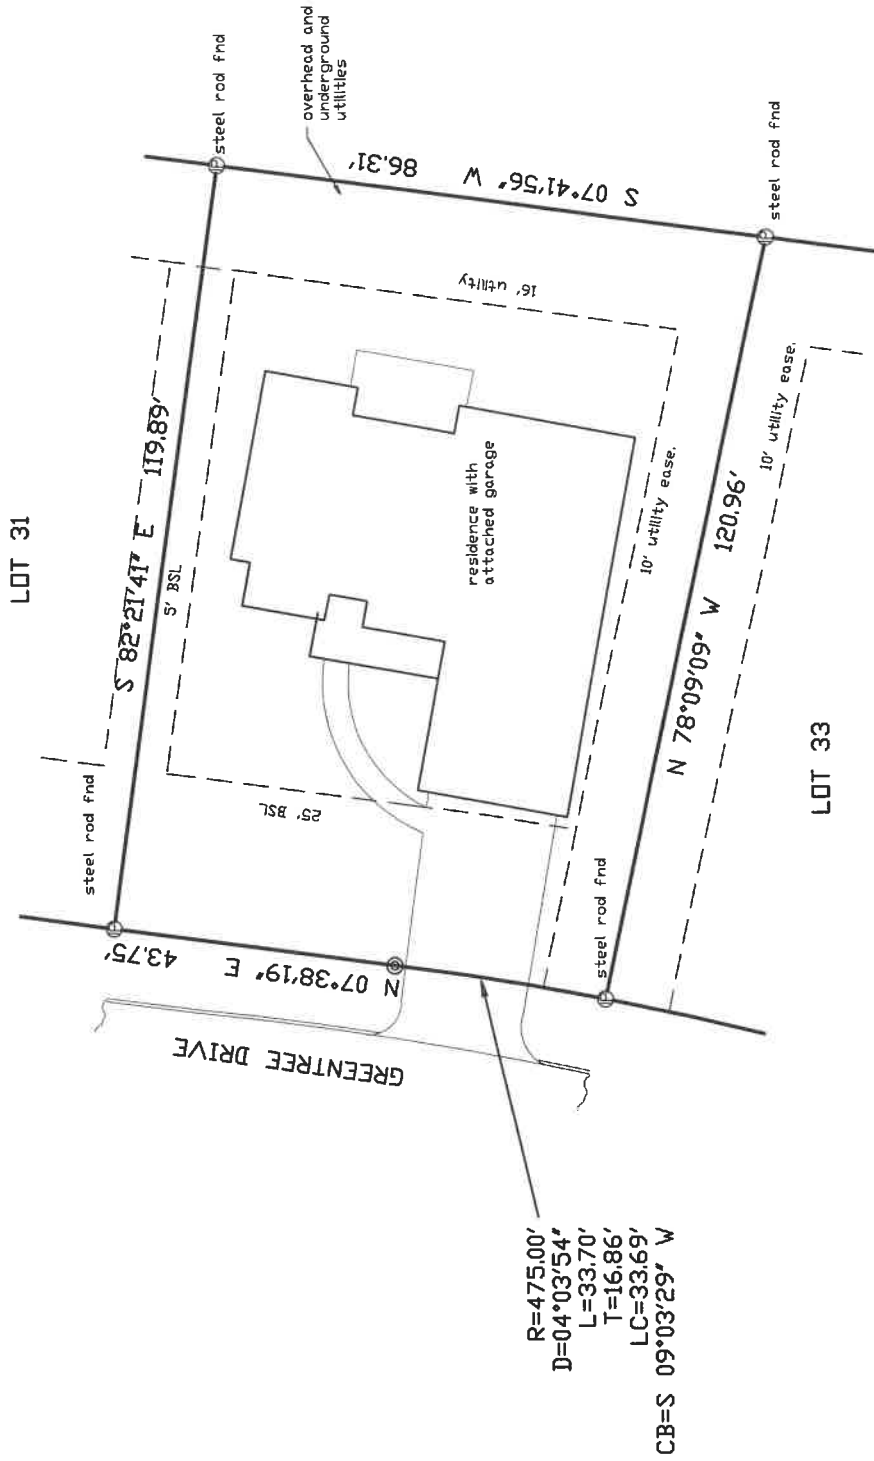 LOT 31
overhead and
underground
utilities
steel rod fnd
S 07°41'56" W 86.31'
steel rod fnd
16' utility
S 82°21'41" E 119.89'
5' BSL
residence with
attached garage
10' utility ease.
10' utility ease.
N 78°09'09" W 120.96'
LOT 33
25' BSL
steel rod fnd
steel rod fnd
N 07°38'19" E 43.75'
GREENTREE DRIVE
R=475.00'
D=04°03'54"
L=33.70'
T=16.86'
LC=33.69'
CB=S 09°03'29" W